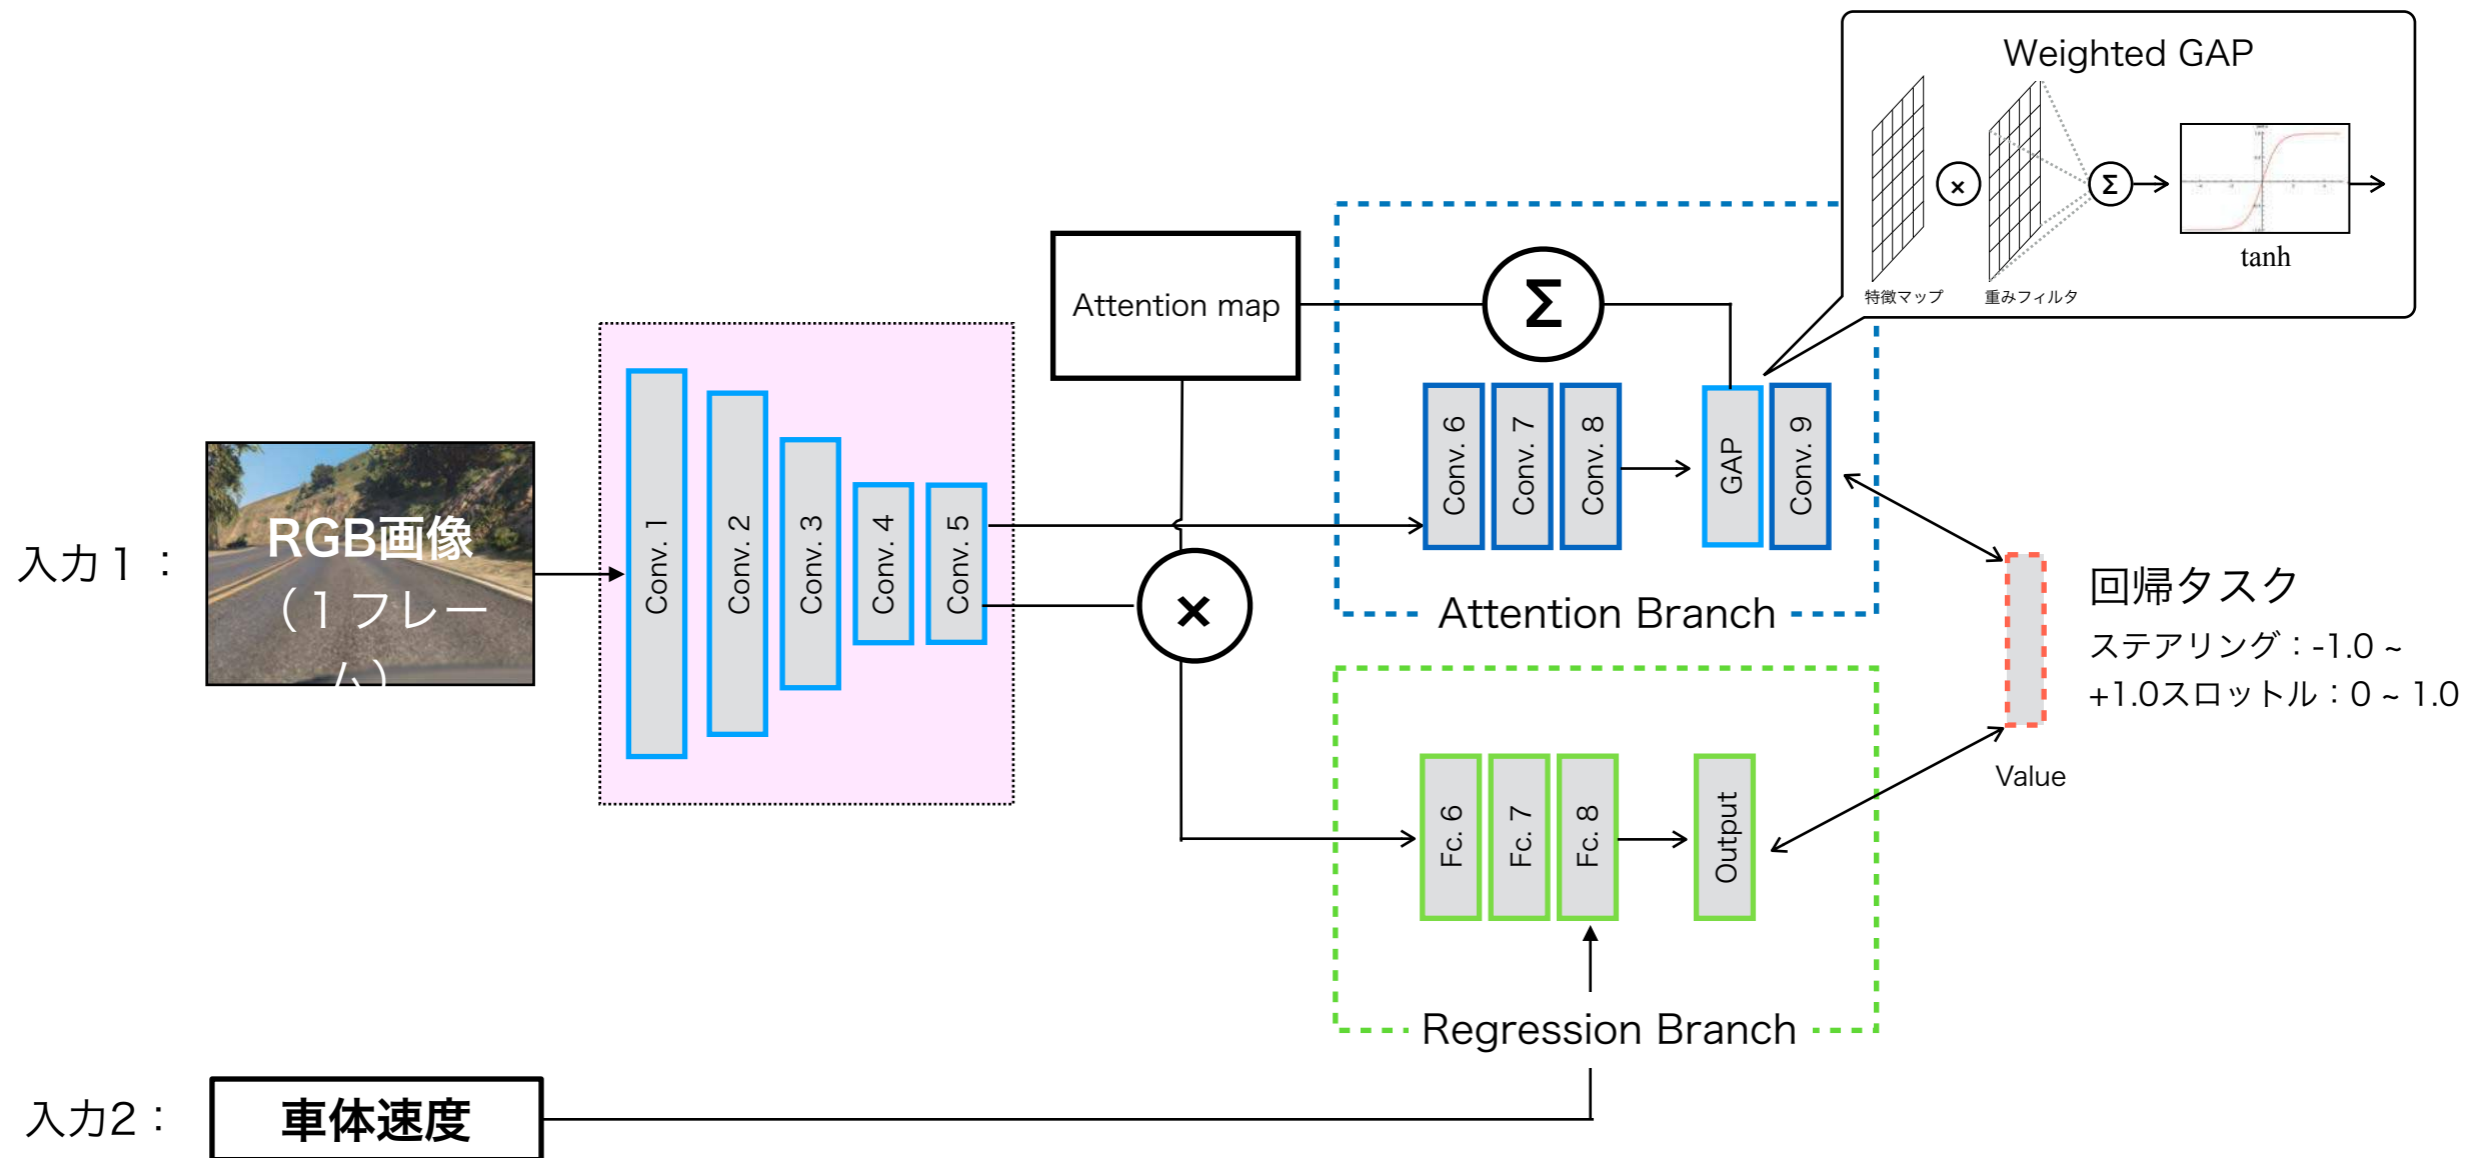 Weighted GAP
×
Σ
tanh
特徴マップ
重みフィルタ
Attention map
Σ
Conv. 1
Conv. 2
Conv. 3
Conv. 4
Conv. 5
Conv. 6
Conv. 7
Conv. 8
GAP
Conv. 9
入力１：
RGB画像
（１フレー
ム）
×
Attention Branch
回帰タスク
ステアリング：-1.0 ~
+1.0スロットル：0 ~ 1.0
Value
Fc. 6
Fc. 7
Fc. 8
Output
Regression Branch
入力2：
車体速度